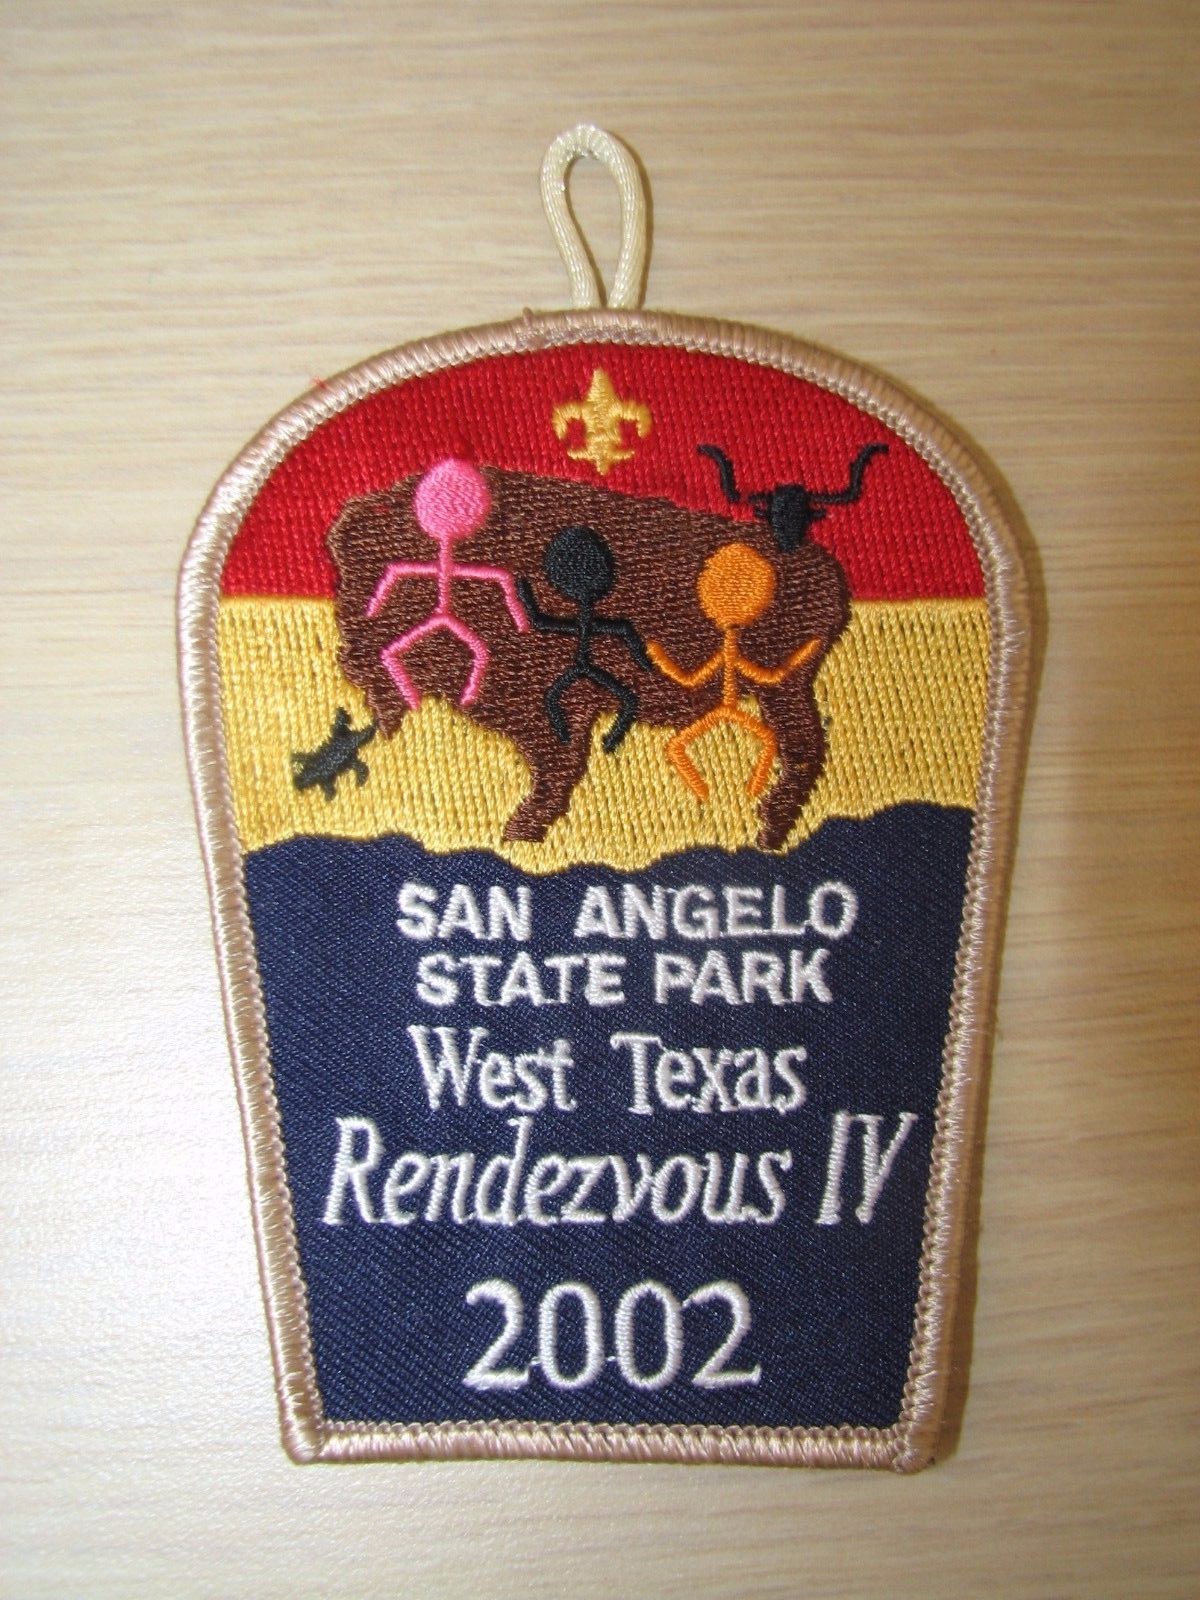 SAN ANGELO
STATE PARK
West Texas
Rendezvous IV
2002